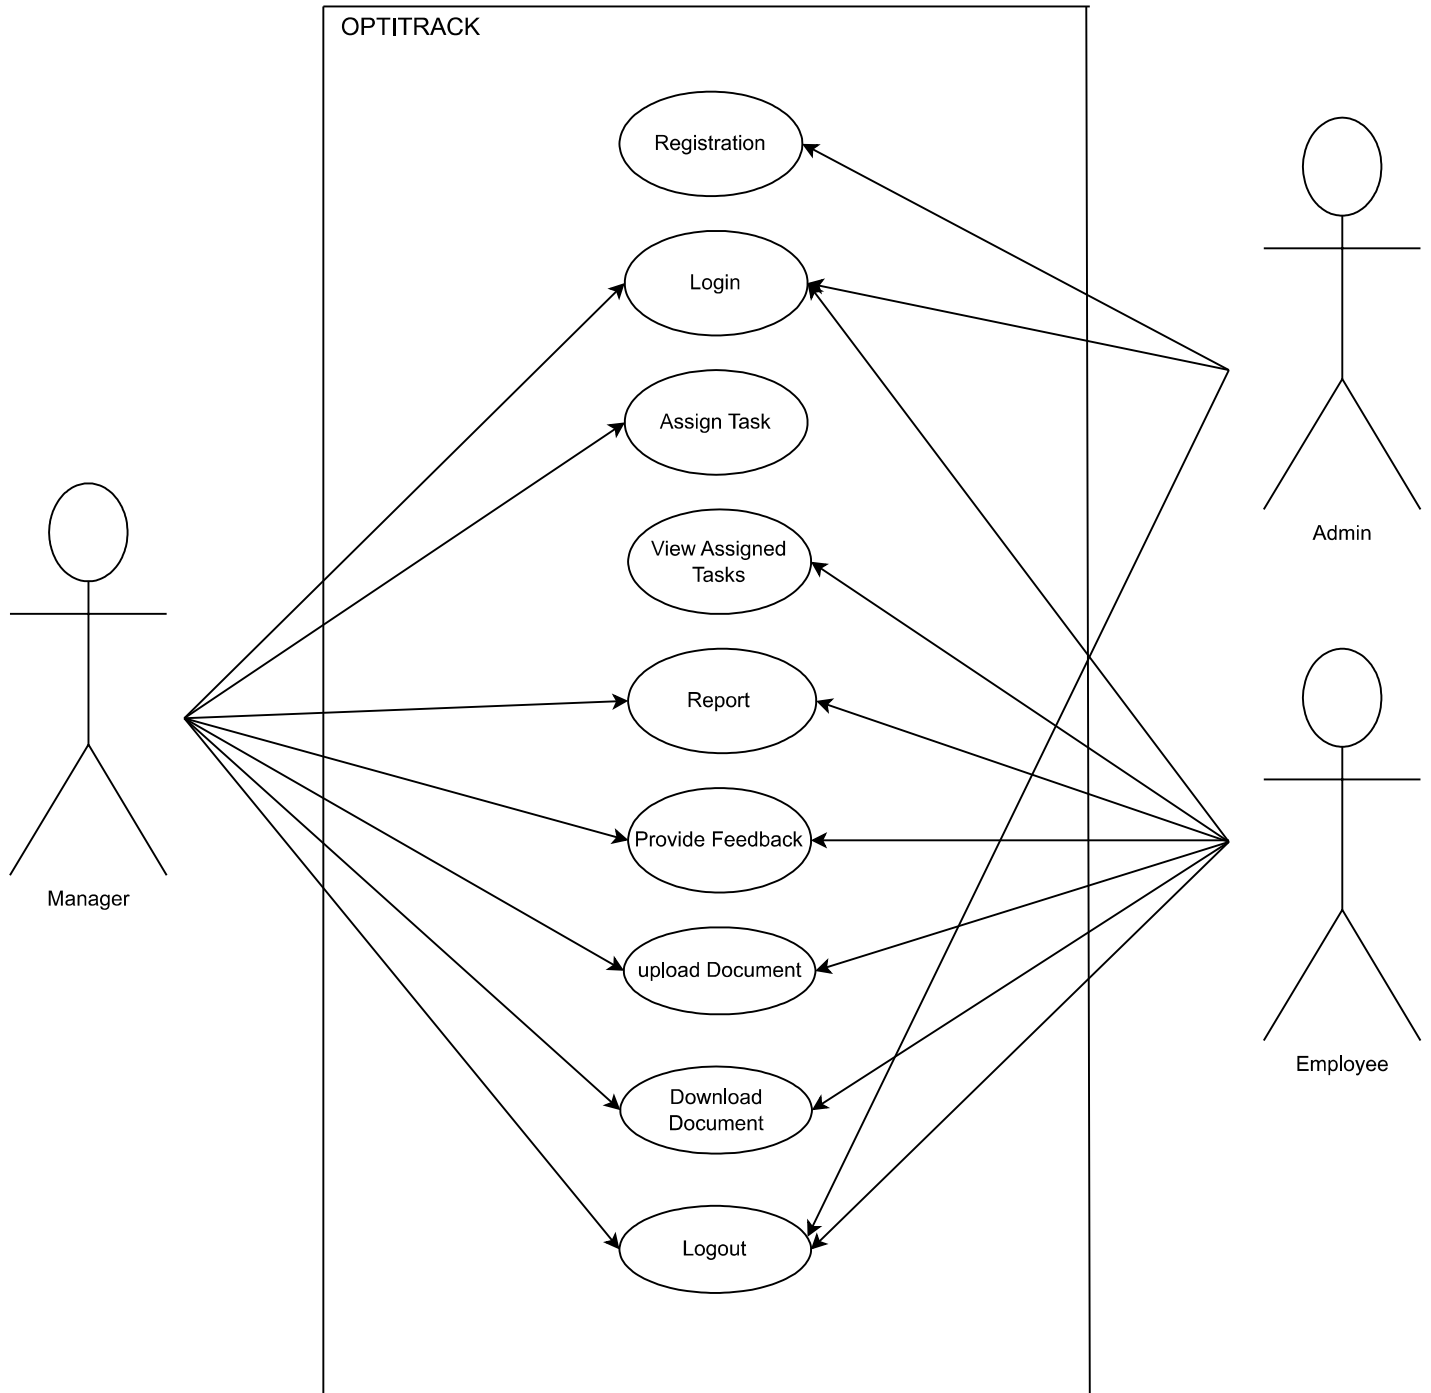 OPTITRACK
Registration
Login
Assign Task
View Assigned
Tasks
Report
Provide Feedback
upload Document
Download
Document
Logout
Manager
Admin
Employee